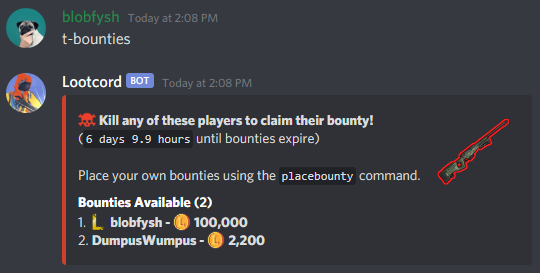 blobfysh Today at 2:08 PM
t-bounties
Lootcord BOT Today at 2:08 PM
Kill any of these players to claim their bounty!
(6 days 9.9 hours until bounties expire)
Place your own bounties using the placebounty command.
Bounties Available (2)
1. blobfysh - 100,000
2. DumpusWumpus - 2,200